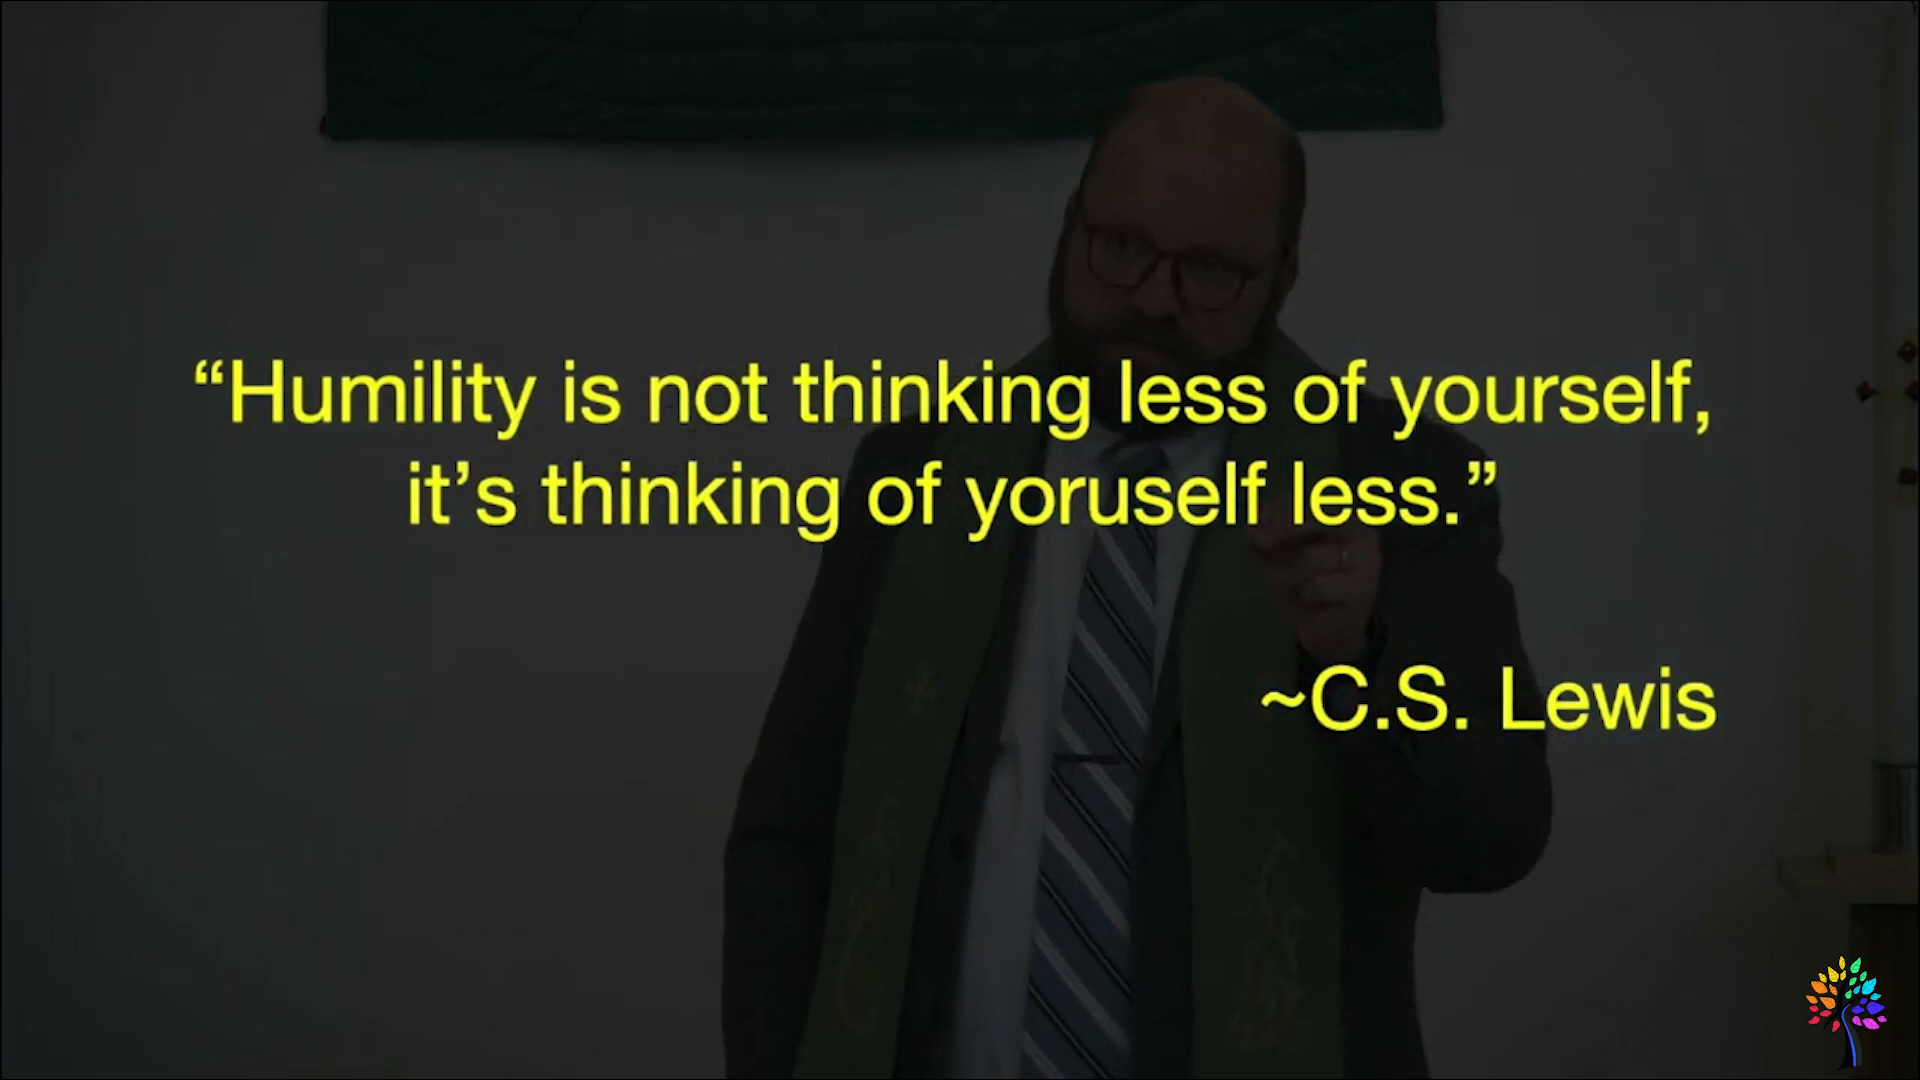 “Humility is not thinking less of yourself,
it’s thinking of yoruself less.”
~C.S. Lewis